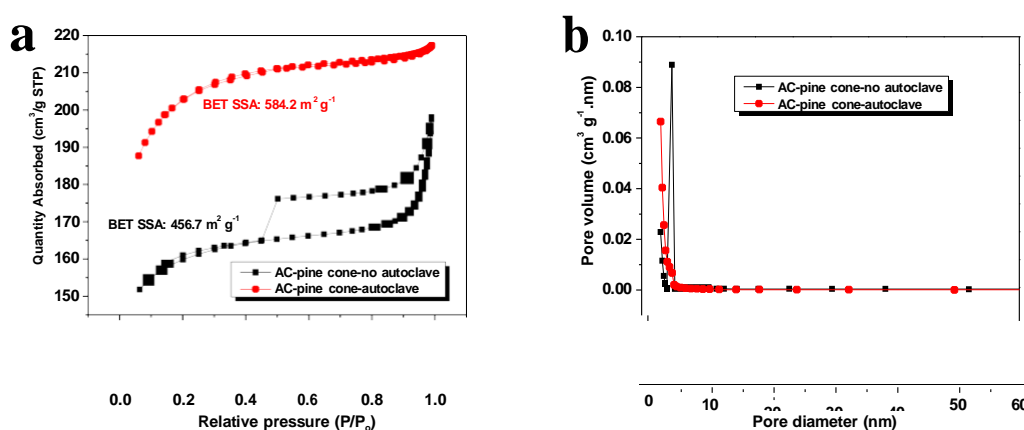 a
Quantity Absorbed (cm³/g STP)
220
210
200
190
180
170
160
150
BET SSA: 584.2 m² g⁻¹
BET SSA: 456.7 m² g⁻¹
AC-pine cone-no autoclave
AC-pine cone-autoclave
0.0 0.2 0.4 0.6 0.8 1.0
Relative pressure (P/P₀)
b
Pore volume (cm³ g⁻¹ .nm)
0.10
0.08
0.06
0.04
0.02
0.00
AC-pine cone-no autoclave
AC-pine cone-autoclave
0 10 20 30 40 50 60
Pore diameter (nm)